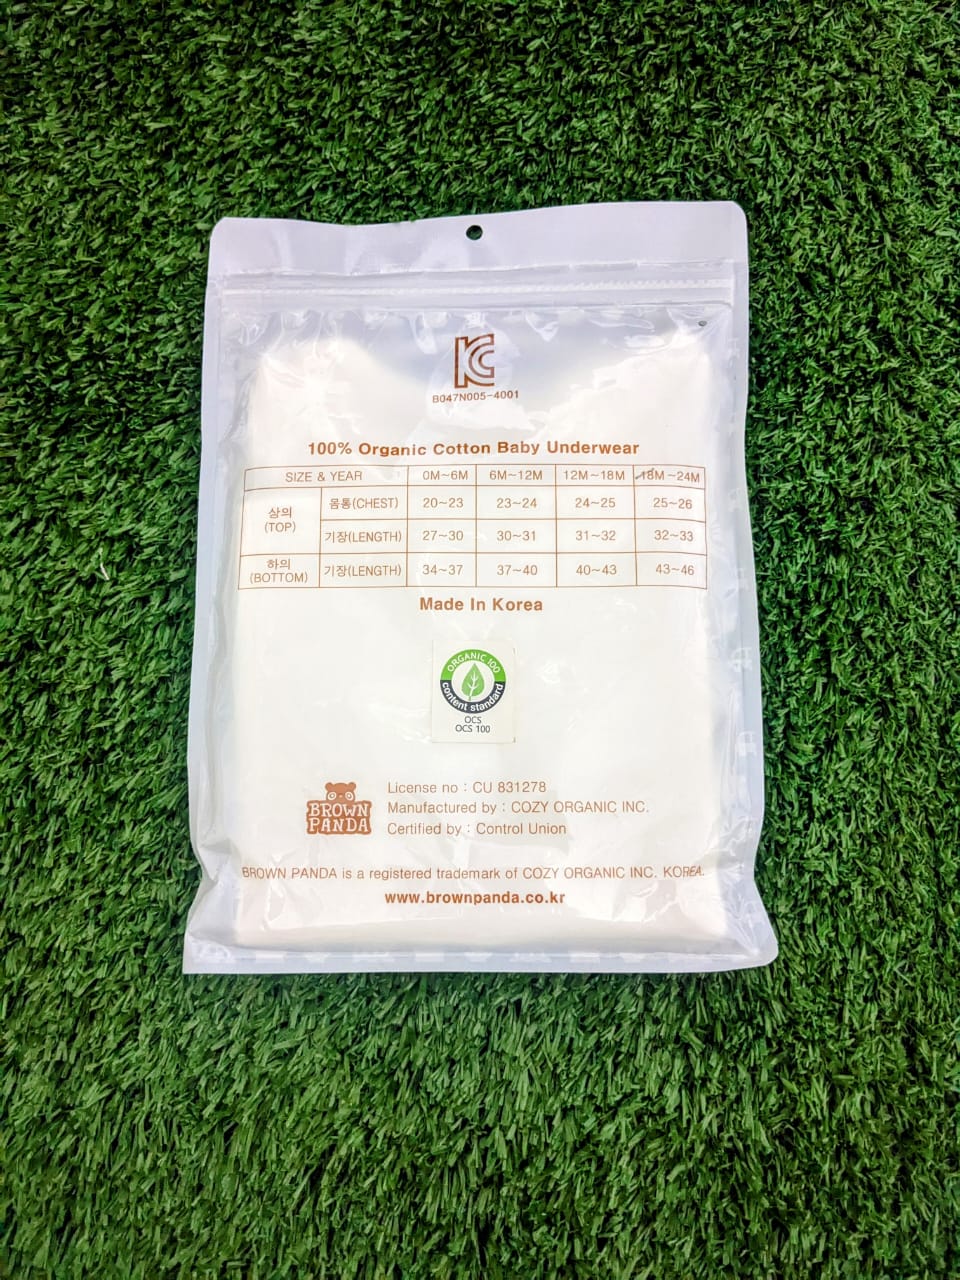 KC
B047N005-4001
100% Organic Cotton Baby Underwear
SIZE & YEAR 0M~6M 6M~12M 12M~18M 18M~24M
상의 (TOP) 몸통(CHEST) 20~23 23~24 24~25 25~26
기장(LENGTH) 27~30 30~31 31~32 32~33
하의 (BOTTOM) 기장(LENGTH) 34~37 37~40 40~43 43~46
Made In Korea
ORGANIC 100
content standard
OCS
OCS 100
BROWN
PANDA
License no : CU 831278
Manufactured by : COZY ORGANIC INC.
Certified by : Control Union
BROWN PANDA is a registered trademark of COZY ORGANIC INC. KOREA.
www.brownpanda.co.kr